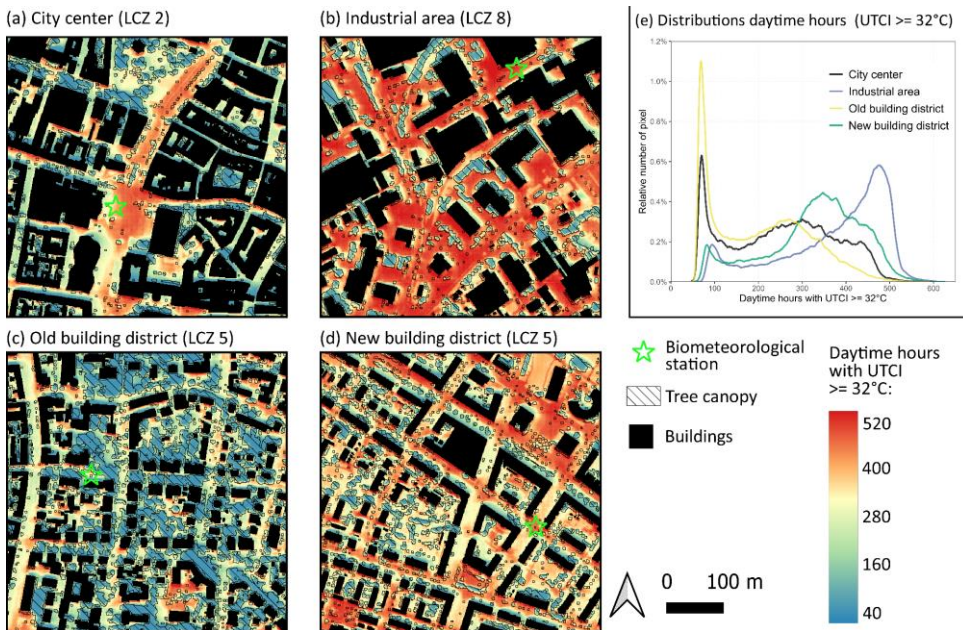 (a) City center (LCZ 2)
(b) Industrial area (LCZ 8)
(e) Distributions daytime hours (UTCI >= 32°C)
1.2%
1.0%
0.8%
0.6%
0.4%
0.2%
0.0%
Relative number of pixel
City center
Industrial area
Old building district
New building district
0
100
200
300
400
500
600
Daytime hours with UTCI >= 32°C
(c) Old building district (LCZ 5)
(d) New building district (LCZ 5)
Biometeorological
station
Tree canopy
Buildings
Daytime hours
with UTCI
>= 32°C:
520
400
280
160
40
0 100 m